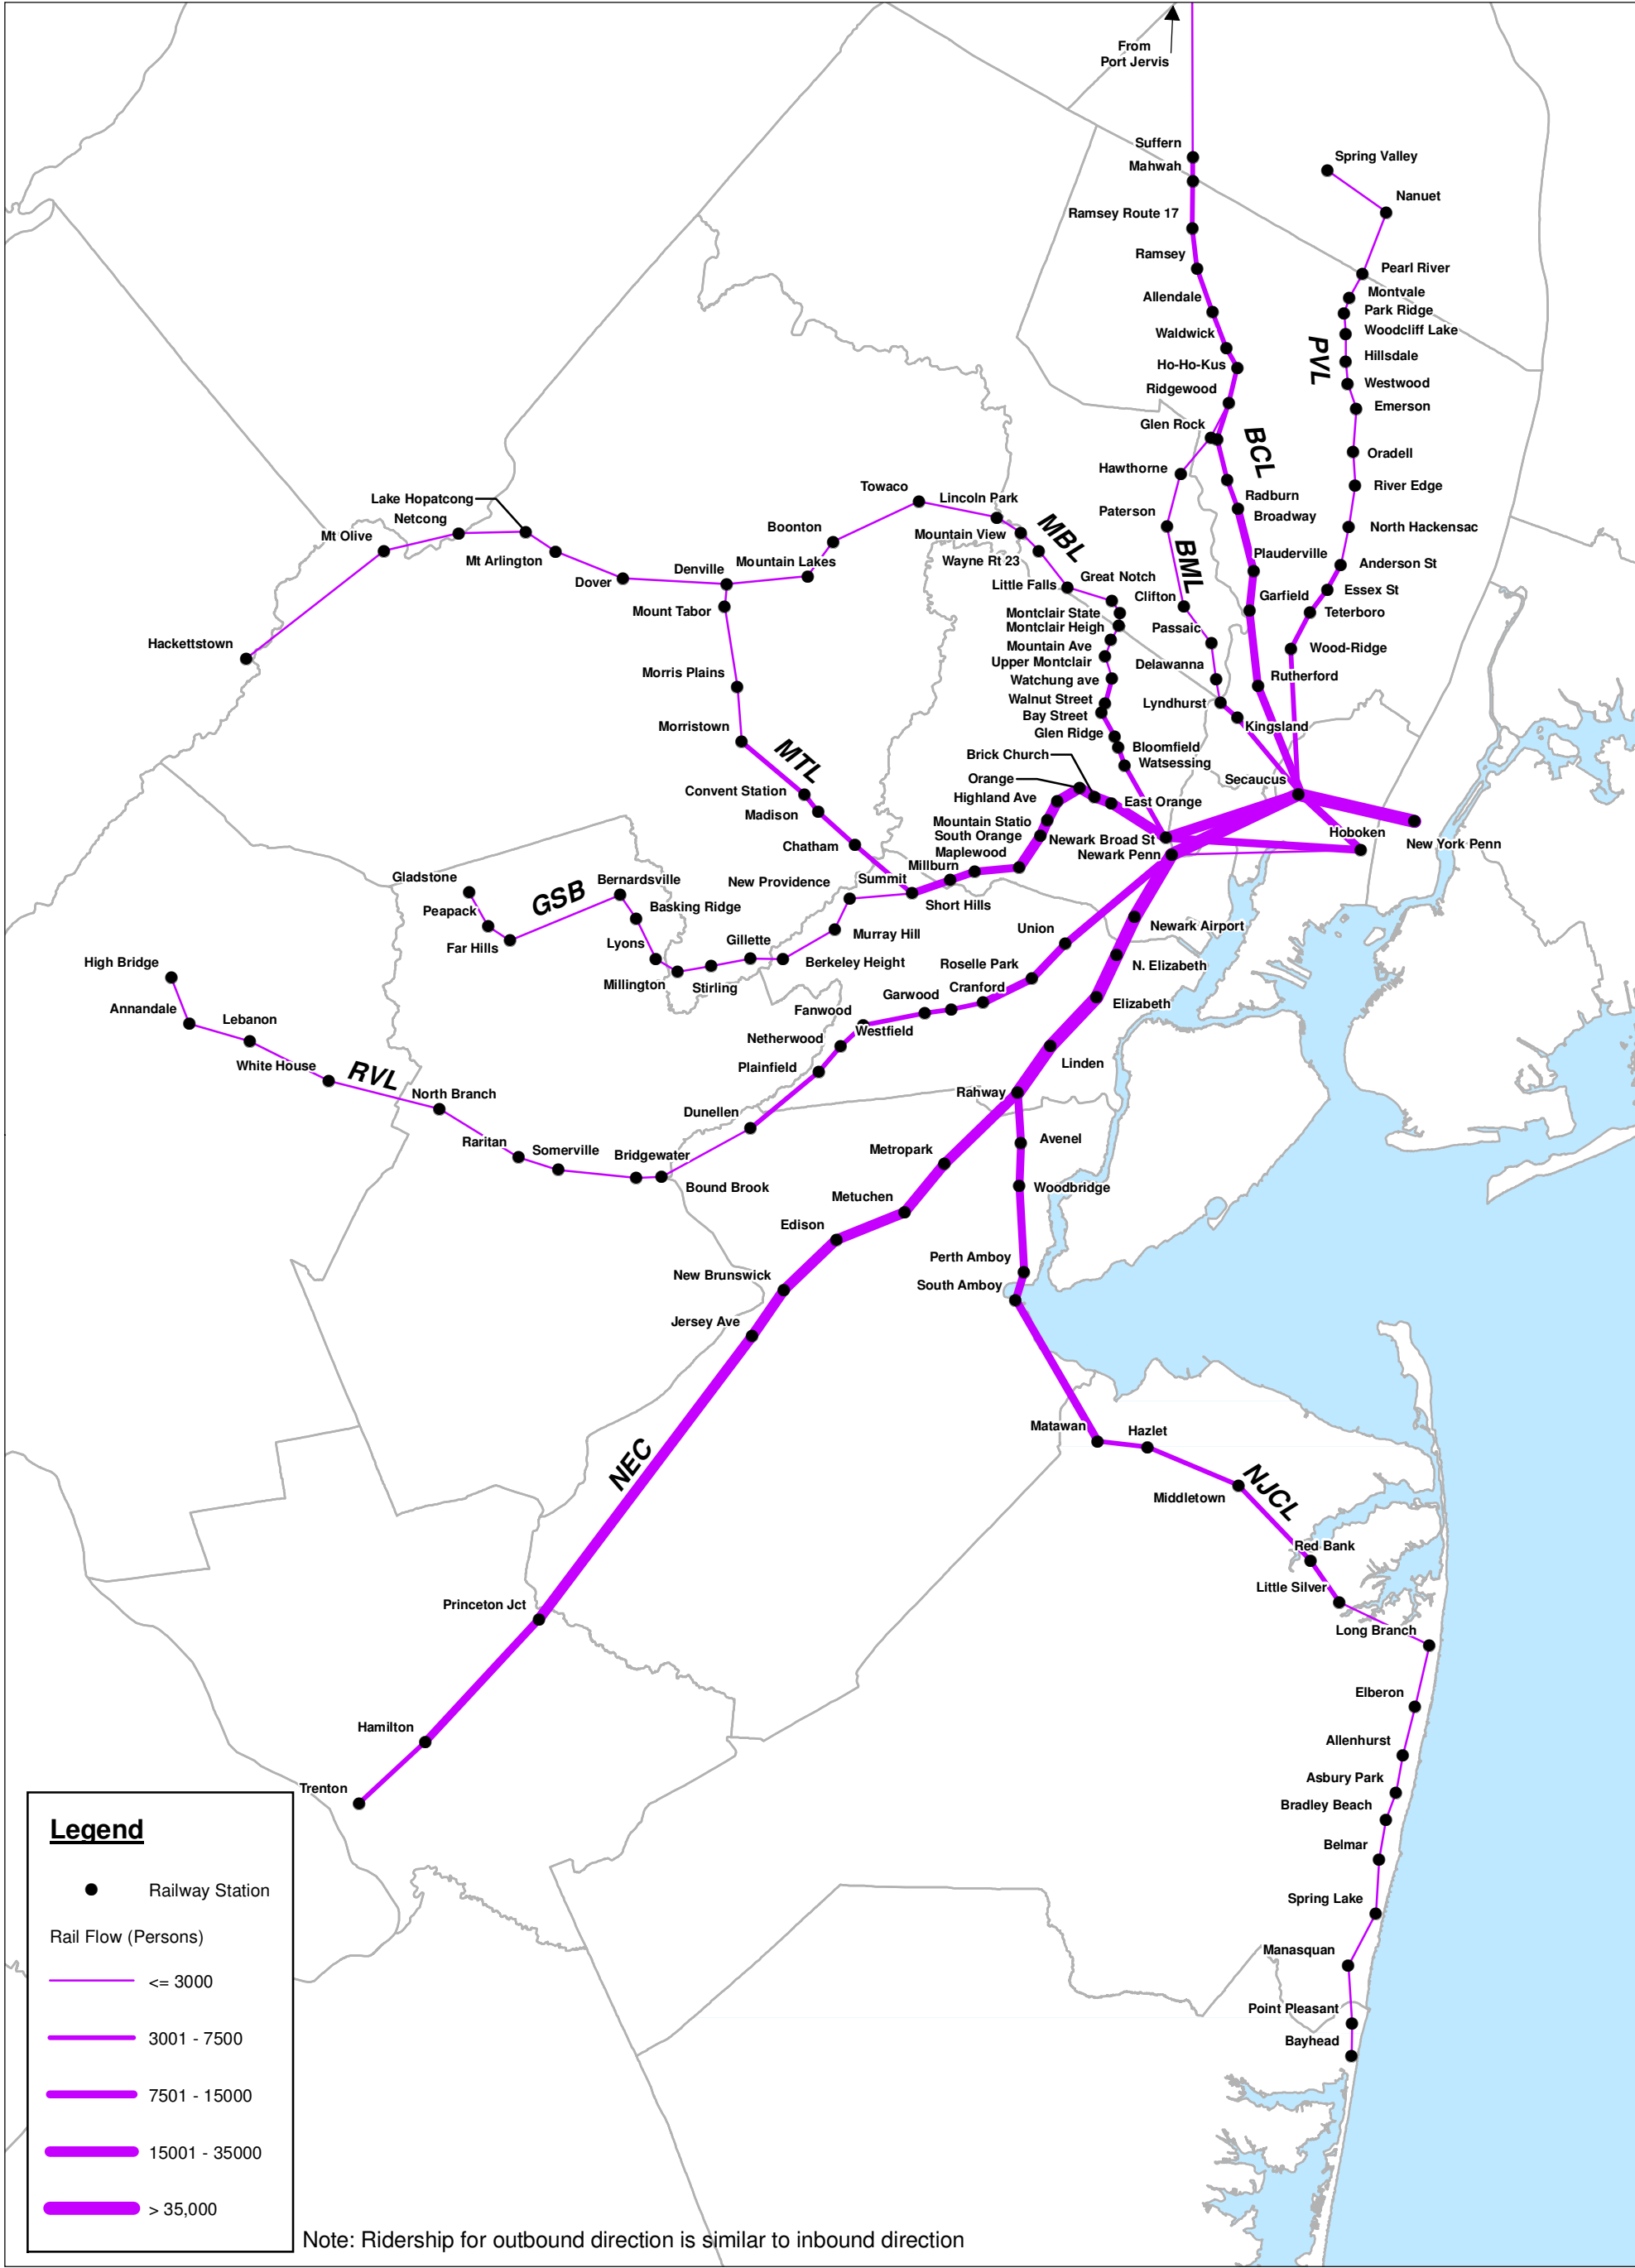 From
Port Jervis
Suffern
Mahwah
Spring Valley
Nanuet
Ramsey Route 17
Ramsey
Pearl River
Allendale
Montvale
Park Ridge
Waldwick
Woodcliff Lake
Ho-Ho-Kus
Hillsdale
PVL
Ridgewood
Westwood
Emerson
Glen Rock
BCL
Oradell
Hawthorne
River Edge
Towaco
Lincoln Park
Radburn
Lake Hopatcong
Netcong
Paterson
Broadway
North Hackensac
Boonton
Mountain View
MBL
Mt Olive
Mt Arlington
Mountain Lakes
Wayne Rt 23
Plauderville
Anderson St
BML
Denville
Dover
Little Falls
Great Notch
Clifton
Garfield
Essex St
Mount Tabor
Montclair State
Teterboro
Montclair Heigh
Passaic
Hackettstown
Mountain Ave
Wood-Ridge
Upper Montclair
Delawanna
Morris Plains
Watchung ave
Rutherford
Walnut Street
Lyndhurst
Bay Street
Morristown
Glen Ridge
Kingsland
MTL
Brick Church
Bloomfield
Watsessing
Orange
Secaucus
Convent Station
Highland Ave
East Orange
Madison
Mountain Statio
South Orange
Newark Broad St
Hoboken
Chatham
Maplewood
Newark Penn
New York Penn
Millburn
Gladstone
Bernardsville
New Providence
Summit
Short Hills
GSB
Peapack
Basking Ridge
Far Hills
Lyons
Gillette
Murray Hill
Union
Newark Airport
High Bridge
Millington
Stirling
Berkeley Height
Roselle Park
N. Elizabeth
Annandale
Lebanon
Garwood
Cranford
Elizabeth
Fanwood
Westfield
Netherwood
White House
RVL
Plainfield
Linden
North Branch
Rahway
Dunellen
Raritan
Somerville
Bridgewater
Metropark
Avenel
Bound Brook
Metuchen
Woodbridge
Edison
New Brunswick
Perth Amboy
South Amboy
Jersey Ave
Matawan
Hazlet
NEC
Middletown
NJCL
Red Bank
Little Silver
Princeton Jct
Long Branch
Elberon
Hamilton
Allenhurst
Trenton
Asbury Park
Bradley Beach
Belmar
Spring Lake
Manasquan
Point Pleasant
Bayhead
Legend
Railway Station
Rail Flow (Persons)
<= 3000
3001 - 7500
7501 - 15000
15001 - 35000
> 35,000
Note: Ridership for outbound direction is similar to inbound direction